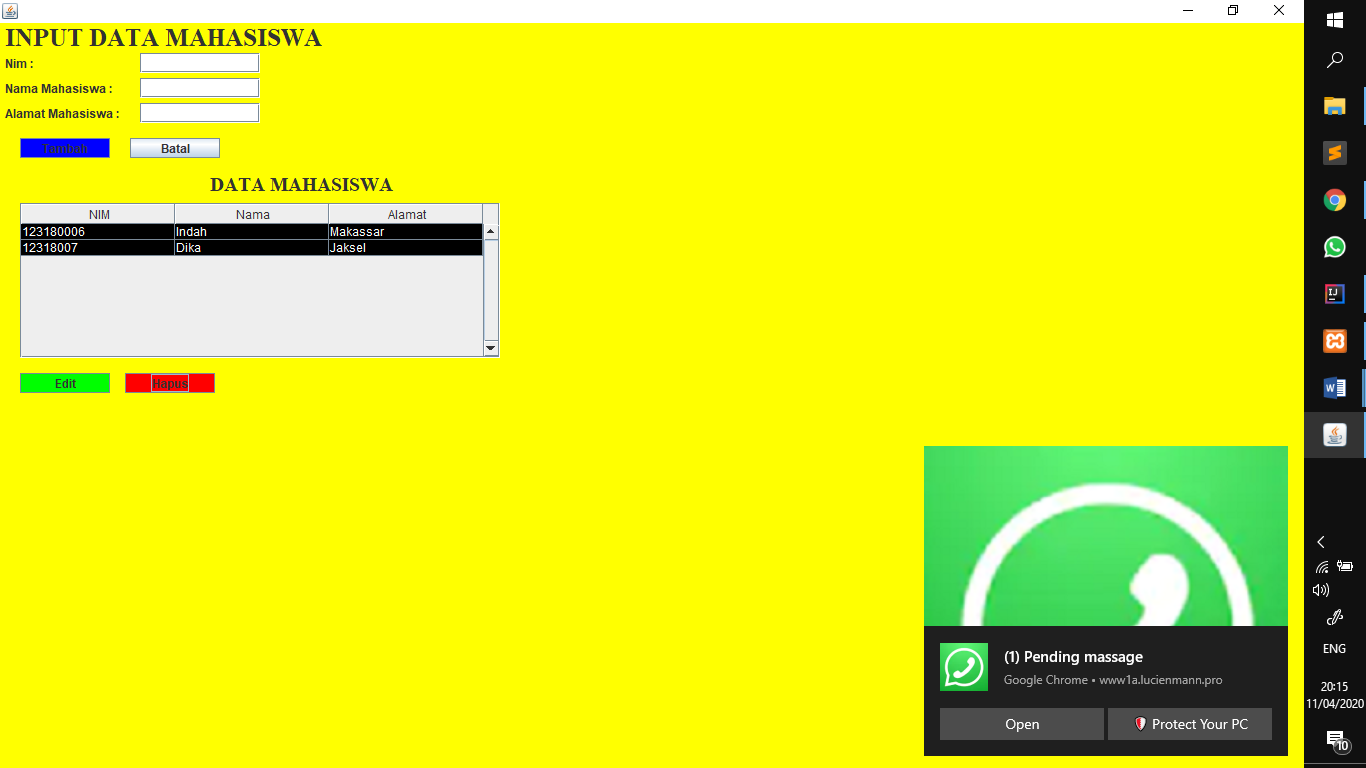 INPUT DATA MAHASISWA
Nim :
Nama Mahasiswa :
Alamat Mahasiswa :
Tambah Batal
DATA MAHASISWA
NIM Nama Alamat
123180006 Indah Makassar
12318007 Dika Jaksel
Edit Hapus
(1) Pending massage
Google Chrome • www1a.lucienmann.pro
Open Protect Your PC
IJ
W
ENG
20:15
11/04/2020
10